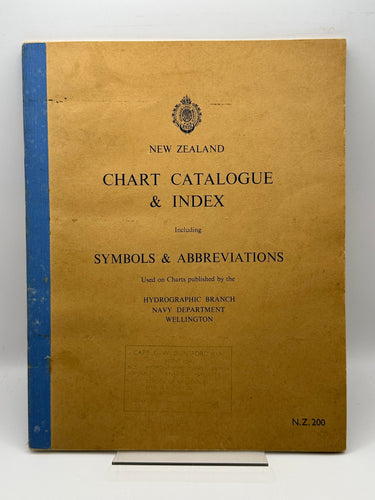 NEW ZEALAND
CHART CATALOGUE
& INDEX
Including
SYMBOLS & ABBREVIATIONS
Used on Charts published by the
HYDROGRAPHIC BRANCH
NAVY DEPARTMENT
WELLINGTON
N.Z. 200